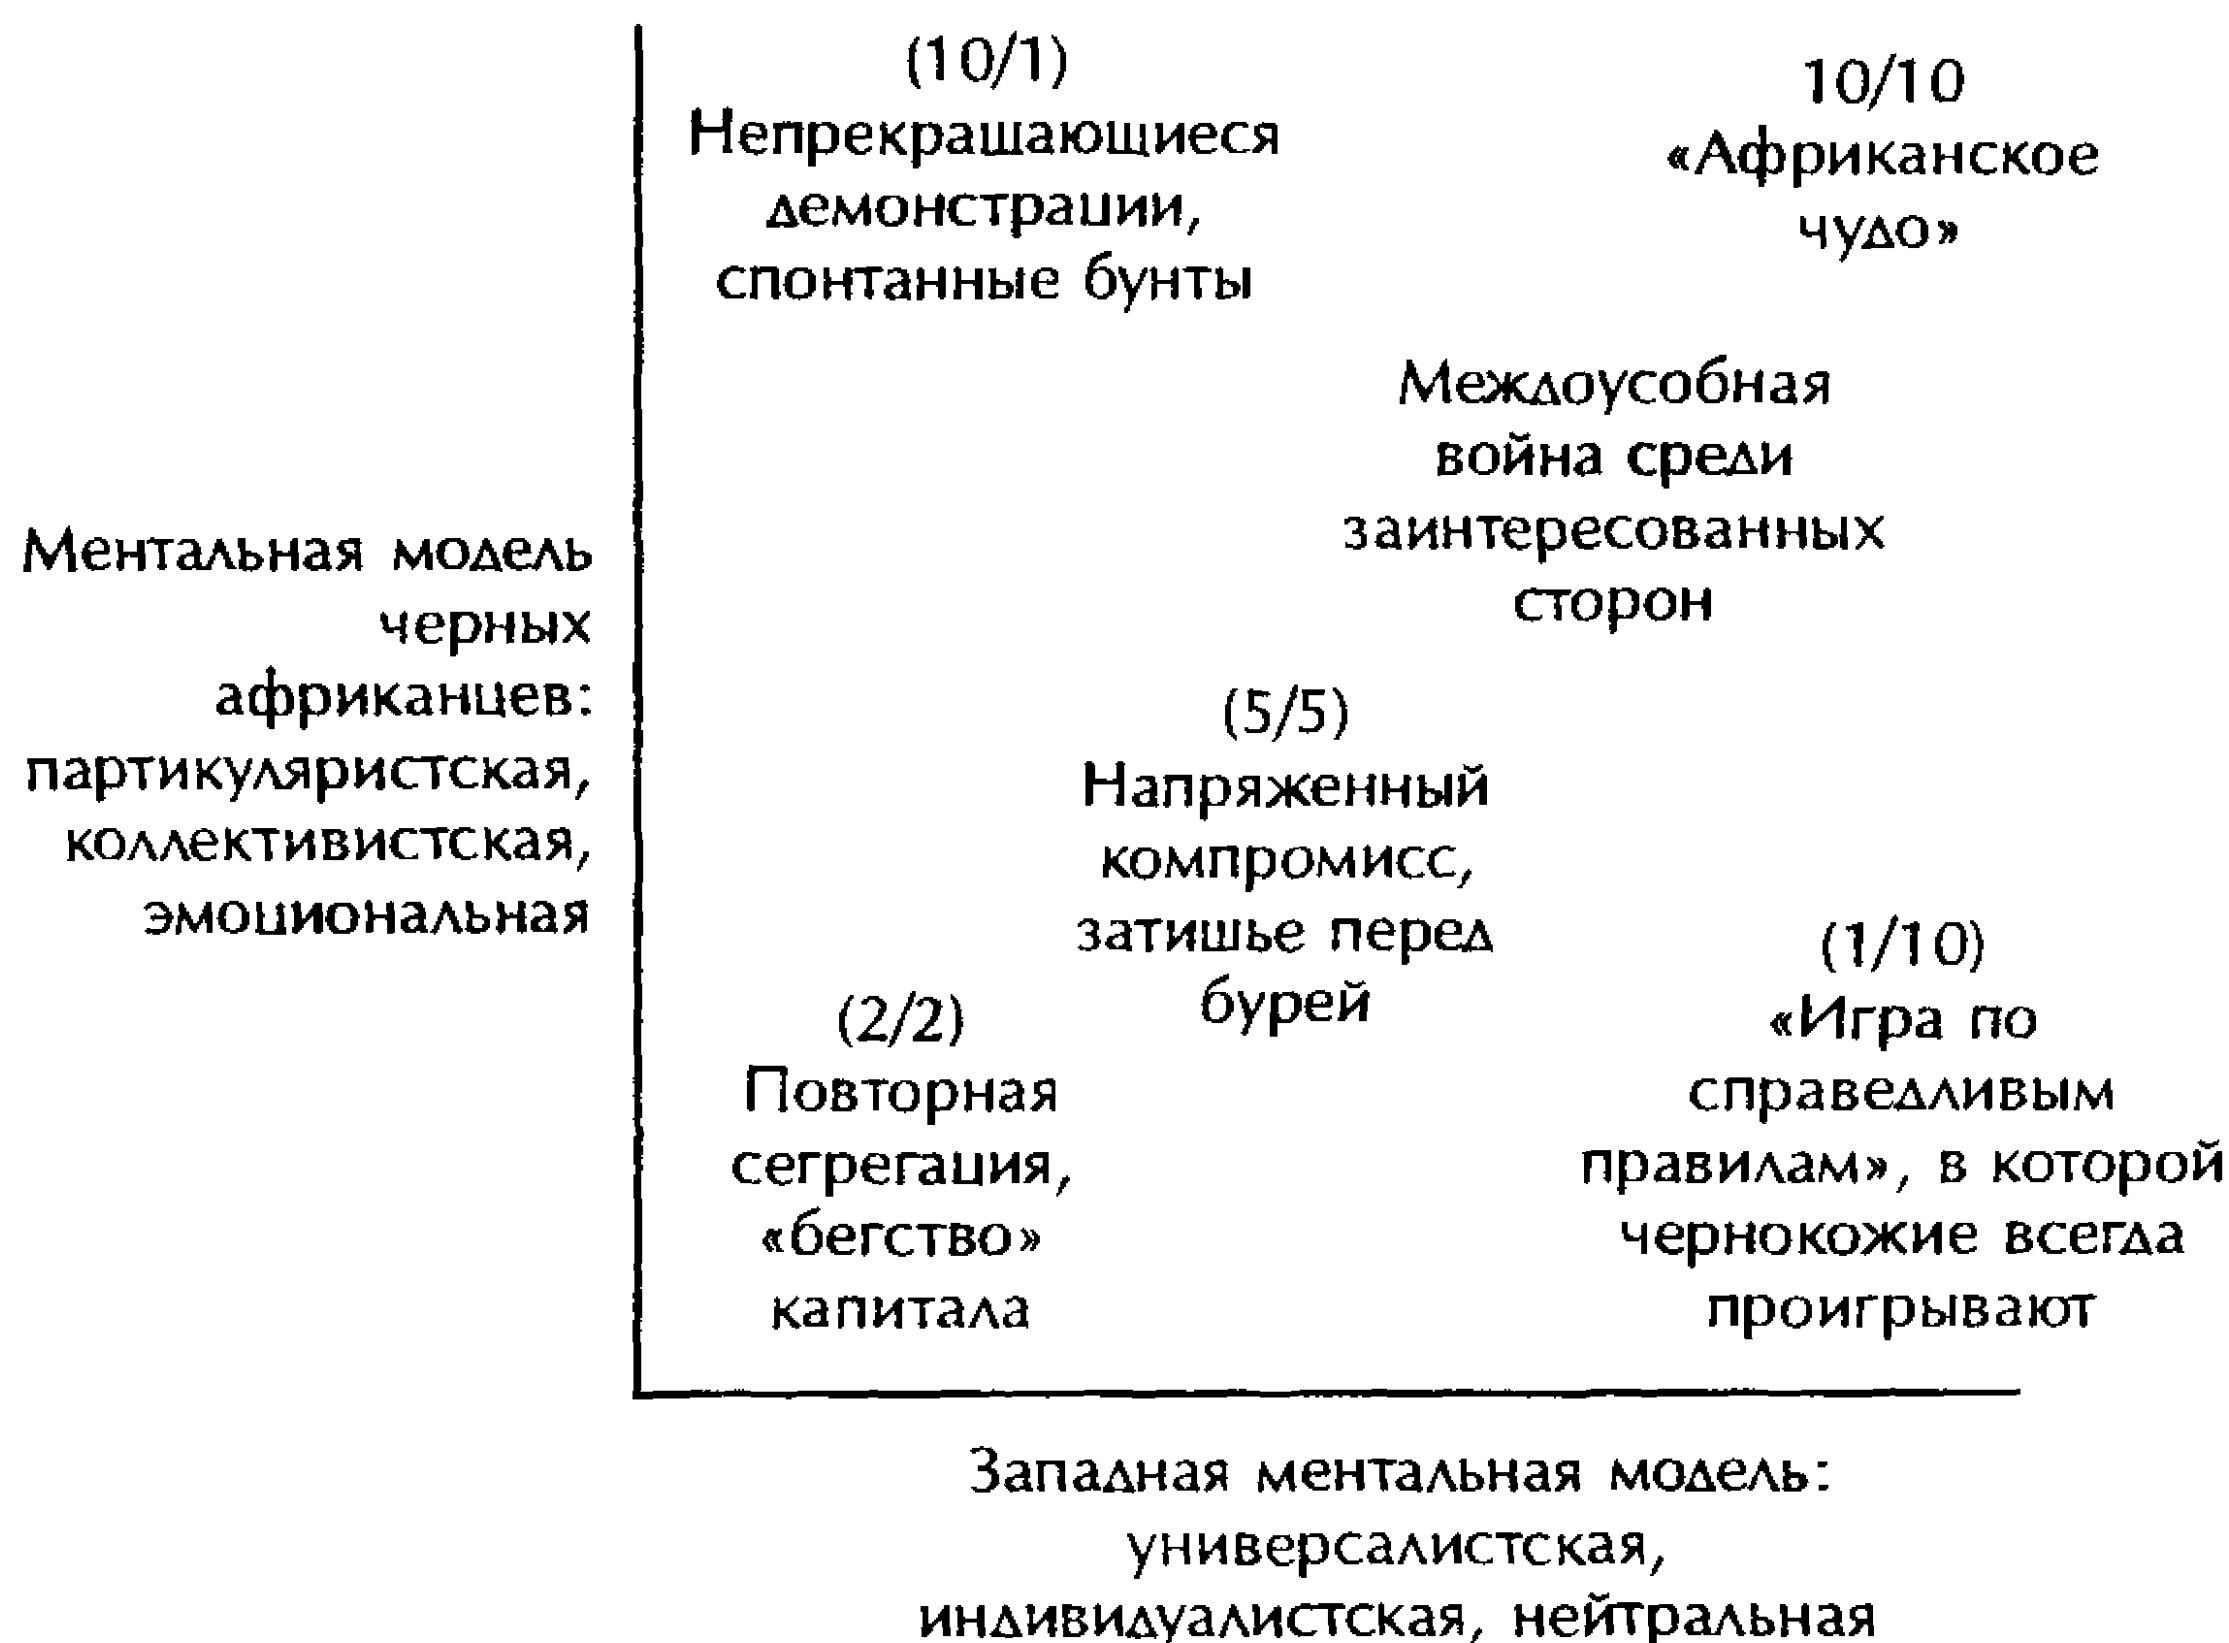 (10/1)
Непрекращающиеся
демонстрации,
спонтанные бунты
10/10
«Африканское
чудо»
Междоусобная
война среди
заинтересованных
сторон
Ментальная модель
черных
африканцев:
партикуляристская,
коллективистская,
эмоциональная
(5/5)
Напряженный
компромисс,
затишье перед
бурей
(2/2)
Повторная
сегрегация,
«бегство»
капитала
(1/10)
«Игра по
справедливым
правилам», в которой
чернокожие всегда
проигрывают
Западная ментальная модель:
универсалистская,
индивидуалистская, нейтральная